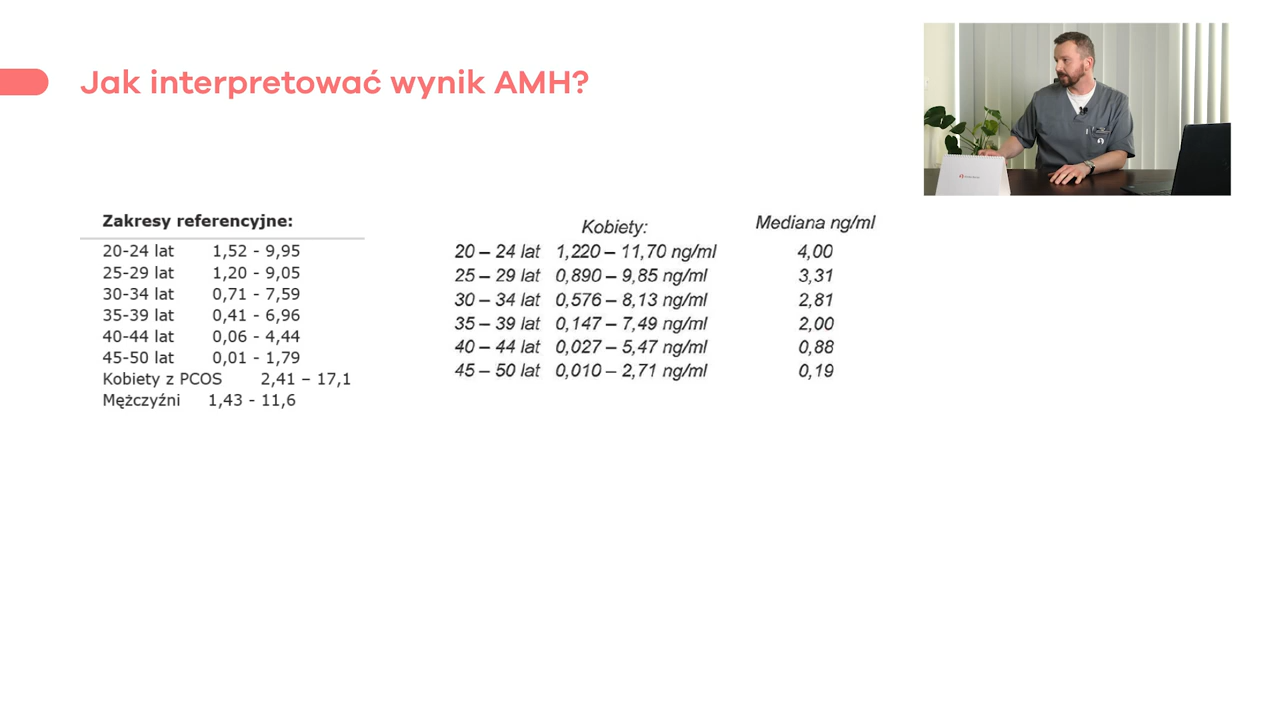 Jak interpretować wynik AMH?
Zakresy referencyjne:
20-24 lat 1,52 - 9,95
25-29 lat 1,20 - 9,05
30-34 lat 0,71 - 7,59
35-39 lat 0,41 - 6,96
40-44 lat 0,06 - 4,44
45-50 lat 0,01 - 1,79
Kobiety z PCOS 2,41 – 17,1
Mężczyźni 1,43 - 11,6
Kobiety: Mediana ng/ml
20 – 24 lat 1,220 – 11,70 ng/ml 4,00
25 – 29 lat 0,890 – 9,85 ng/ml 3,31
30 – 34 lat 0,576 – 8,13 ng/ml 2,81
35 – 39 lat 0,147 – 7,49 ng/ml 2,00
40 – 44 lat 0,027 – 5,47 ng/ml 0,88
45 – 50 lat 0,010 – 2,71 ng/ml 0,19